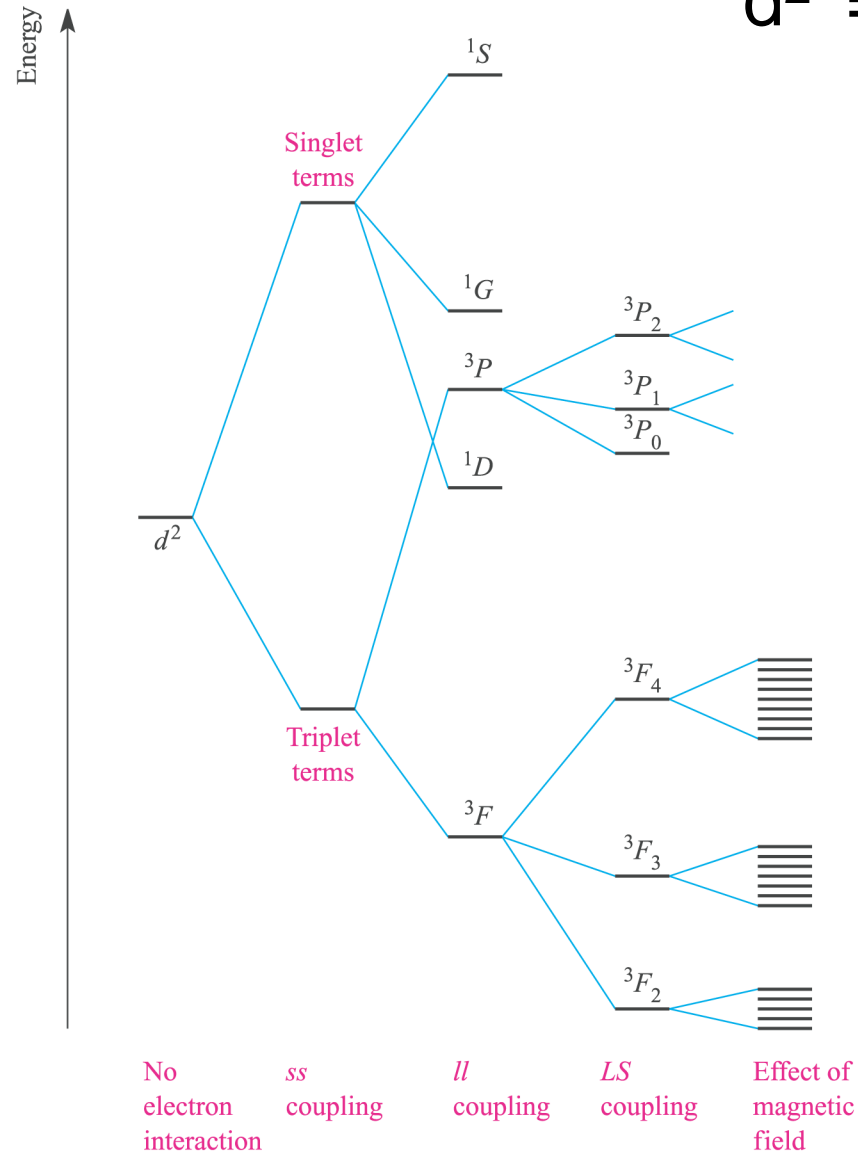 Energy
d² =
¹S
Singlet
terms
¹G
³P₂
³P
³P₁
³P₀
¹D
d²
³F₄
Triplet
terms
³F
³F₃
³F₂
No
electron
interaction
ss
coupling
ll
coupling
LS
coupling
Effect of
magnetic
field